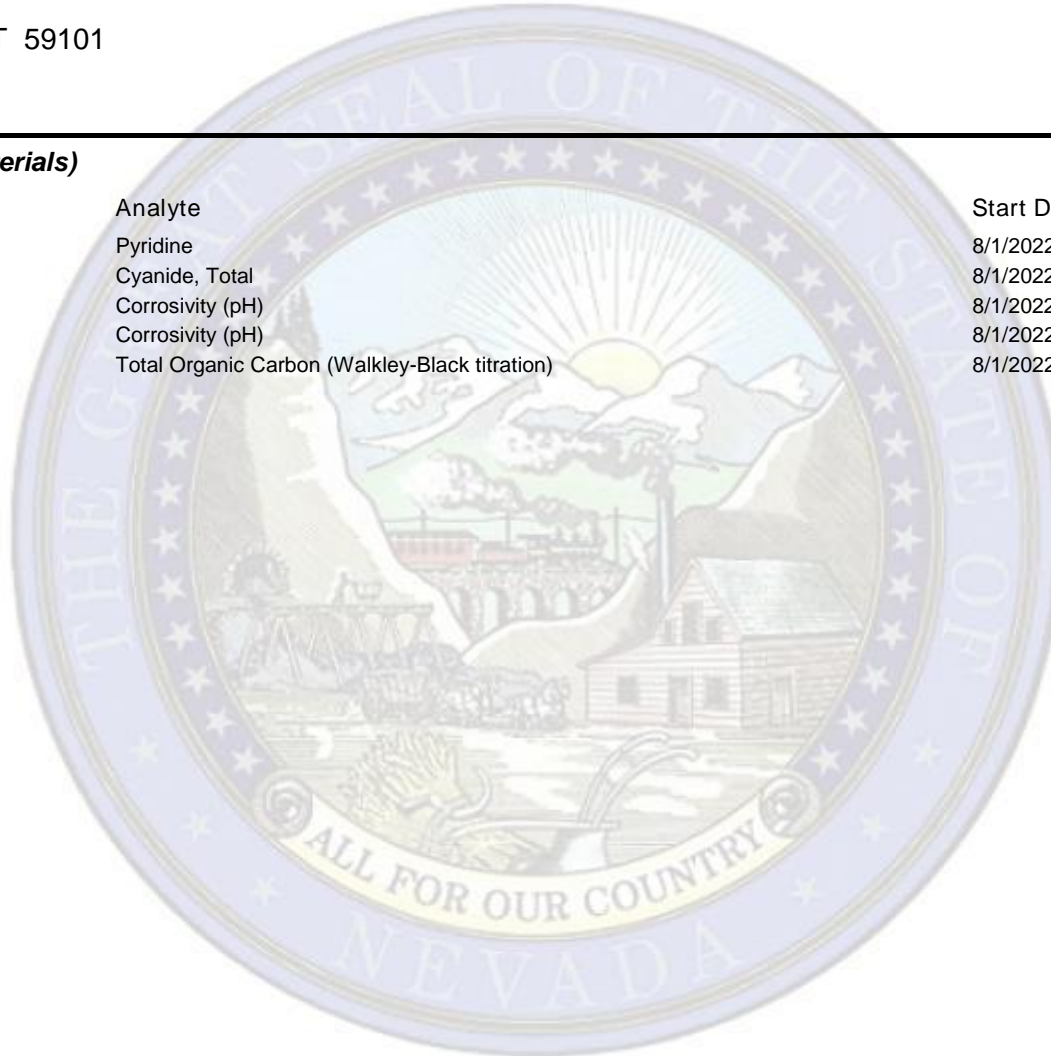 T 59101
erials)
Analyte Start D
Pyridine 8/1/2022
Cyanide, Total 8/1/2022
Corrosivity (pH) 8/1/2022
Corrosivity (pH) 8/1/2022
Total Organic Carbon (Walkley-Black titration) 8/1/2022
THE GREAT SEAL OF THE STATE OF
ALL FOR OUR COUNTRY
NEVADA